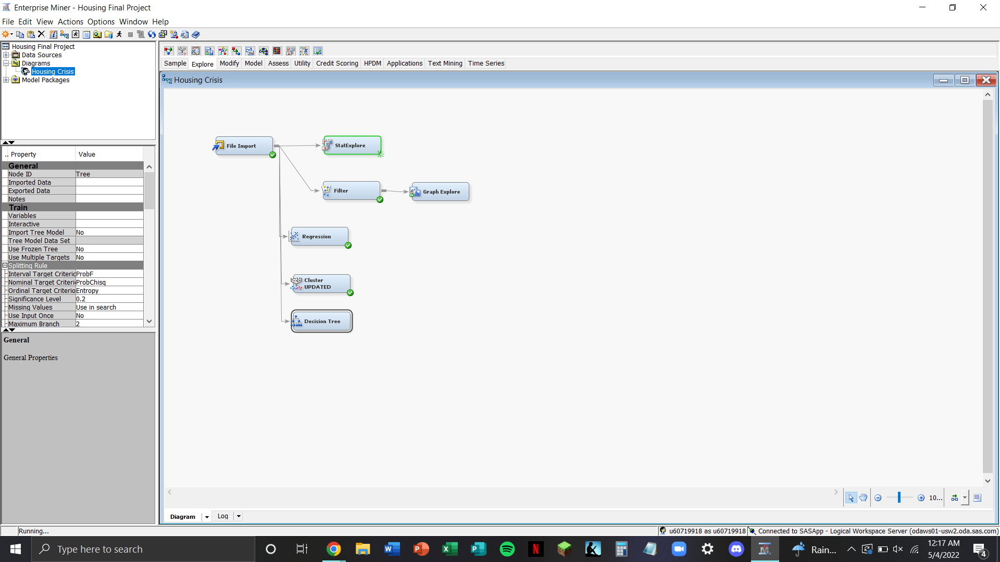 Enterprise Miner - Housing Final Project
File Edit View Actions Options Window Help
Housing Final Project
Data Sources
Diagrams
Housing Crisis
Model Packages
Sample Explore Modify Model Assess Utility Credit Scoring HPDM Applications Text Mining Time Series
Housing Crisis
File Import
StatExplore
Filter
Graph Explore
Regression
Cluster
UPDATED
Decision Tree
.. Property Value
General
Node ID Tree
Imported Data
Exported Data
Notes
Train
Variables
Interactive
Import Tree Model No
Tree Model Data Set
Use Frozen Tree No
Use Multiple Targets No
Splitting Rule
Interval Target Criterio ProbF
Nominal Target Criteri ProbChisq
Ordinal Target Criterio Entropy
Significance Level 0.2
Missing Values Use in search
Use Input Once No
Maximum Branch 2
General
General Properties
10...
Diagram Log
Running...
u60719918 as u60719918 Connected to SASApp - Logical Workspace Server (odaws01-usw2.oda.sas.com)
Type here to search
Rain...
12:17 AM
5/4/2022
4